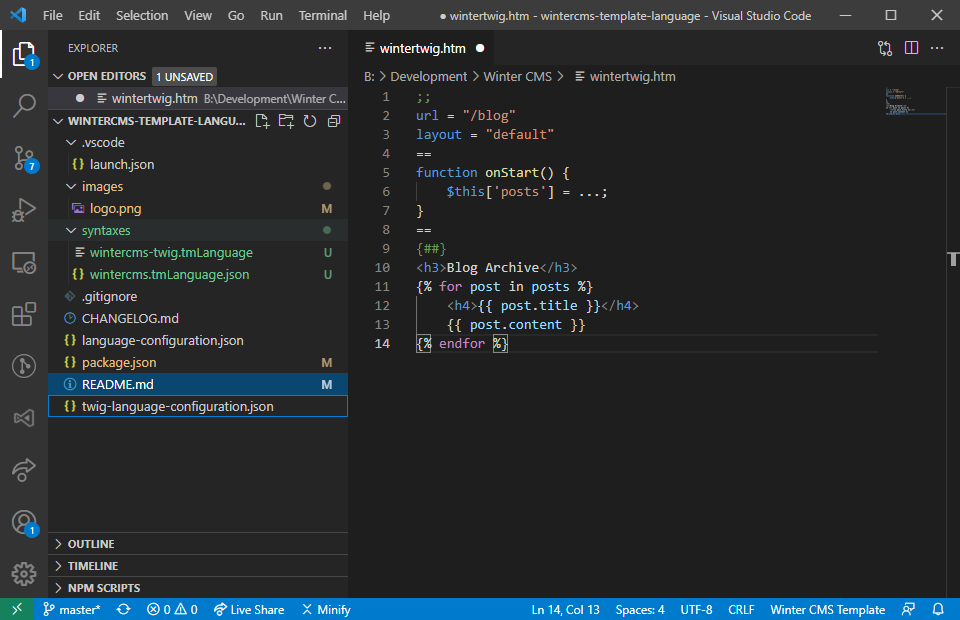 File Edit Selection View Go Run Terminal Help ● wintertwig.htm - wintercms-template-language - Visual Studio Code
EXPLORER
OPEN EDITORS 1 UNSAVED
wintertwig.htm B:\Development\Winter C...
WINTERCMS-TEMPLATE-LANGU...
.vscode
{} launch.json
images
logo.png M
syntaxes
wintercms-twig.tmLanguage U
{} wintercms.tmLanguage.json U
.gitignore
CHANGELOG.md
{} language-configuration.json
{} package.json M
README.md M
{} twig-language-configuration.json
OUTLINE
TIMELINE
NPM SCRIPTS
1
7
1
wintertwig.htm ●
B: > Development > Winter CMS > wintertwig.htm
1 ;;
2 url = "/blog"
3 layout = "default"
4 ==
5 function onStart() {
6 $this['posts'] = ...;
7 }
8 ==
9 {##}
10 <h3>Blog Archive</h3>
11 {% for post in posts %}
12 <h4>{{ post.title }}</h4>
13 {{ post.content }}
14 {% endfor %}
master* 0 0 Live Share Minify Ln 14, Col 13 Spaces: 4 UTF-8 CRLF Winter CMS Template